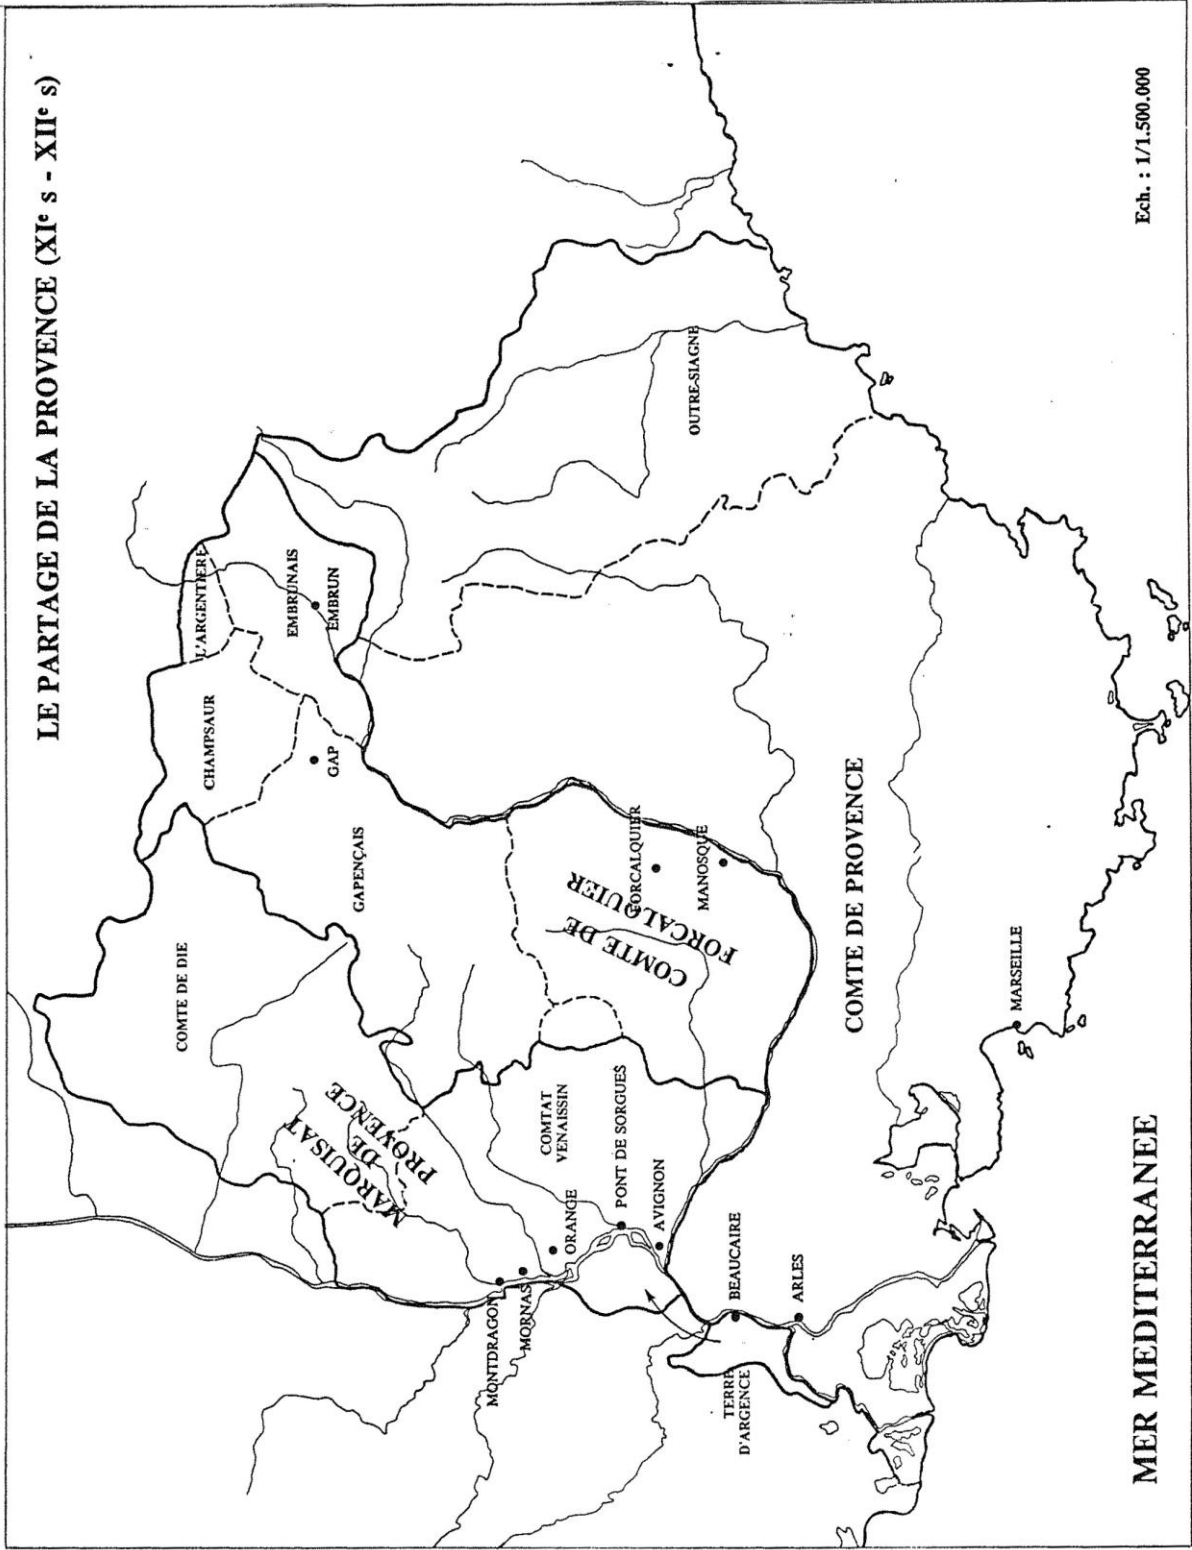 LE PARTAGE DE LA PROVENCE (XIe s - XIIe s)
L'ARGENTIERE
CHAMPSAUR
EMBRUNAIS
EMBRUN
GAP
GAPENÇAIS
COMTE DE DIE
MARQUISAT
DE
PROVENCE
COMTE DE
FORCALQUIER
FORCALQUIER
MANOSQUE
OUTRE-SIAGNE
COMTAT
VENAISSIN
MONTDRAGON
MORNAS
ORANGE
PONT DE SORGUES
AVIGNON
BEAUCAIRE
TERRE
D'ARGENCE
ARLES
COMTE DE PROVENCE
MARSEILLE
MER MEDITERRANEE
Ech. : 1/1.500.000